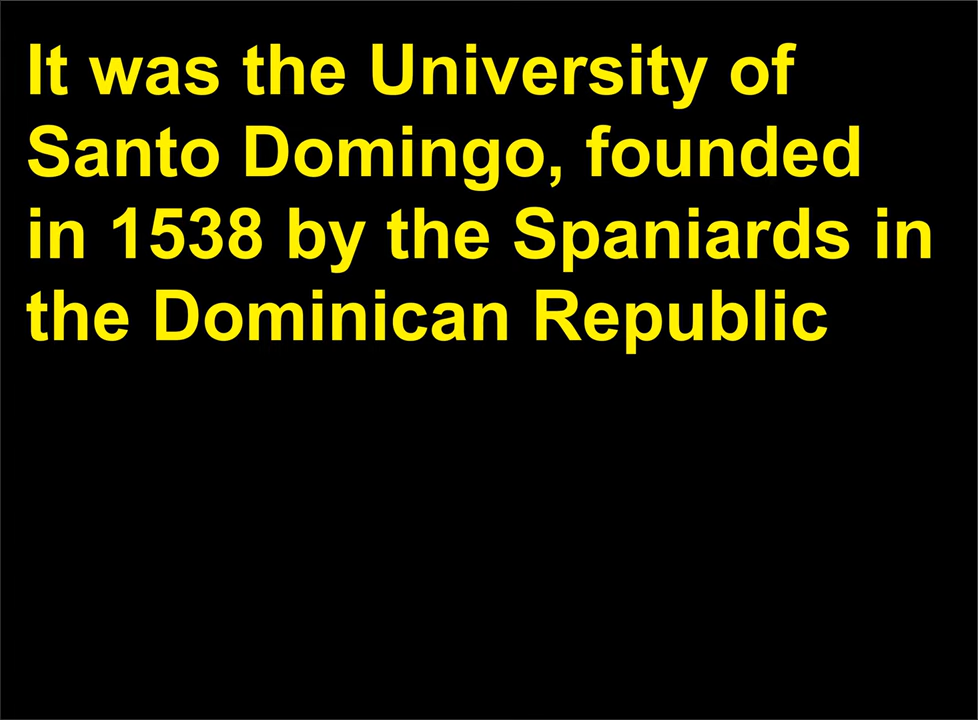 It was the University of
Santo Domingo, founded
in 1538 by the Spaniards in
the Dominican Republic